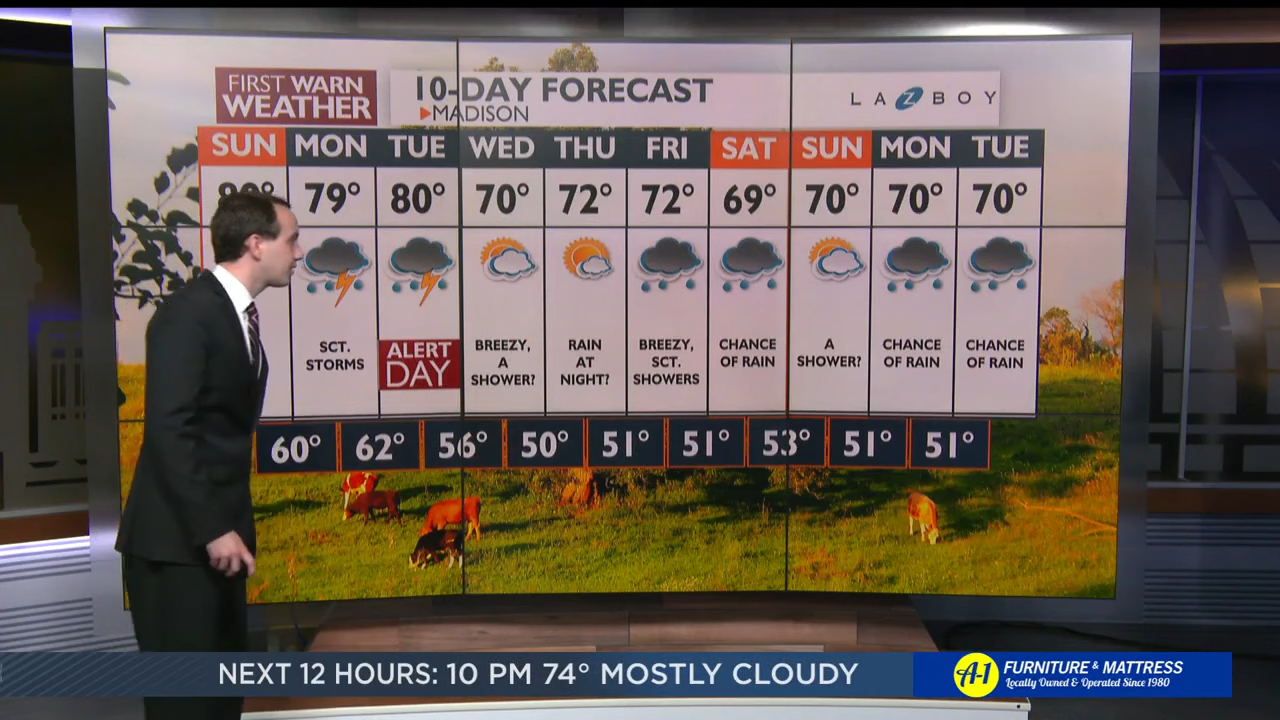 FIRST WARN
WEATHER
10-DAY FORECAST
MADISON
LA Z BOY
SUN MON TUE WED THU FRI SAT SUN MON TUE
79° 80° 70° 72° 72° 69° 70° 70° 70°
SCT.
STORMS
ALERT
DAY
BREEZY,
A
SHOWER?
RAIN
AT
NIGHT?
BREEZY,
SCT.
SHOWERS
CHANCE
OF RAIN
A
SHOWER?
CHANCE
OF RAIN
CHANCE
OF RAIN
60° 62° 56° 50° 51° 51° 53° 51° 51°
NEXT 12 HOURS: 10 PM 74° MOSTLY CLOUDY
A-1
FURNITURE & MATTRESS
Locally Owned & Operated Since 1980